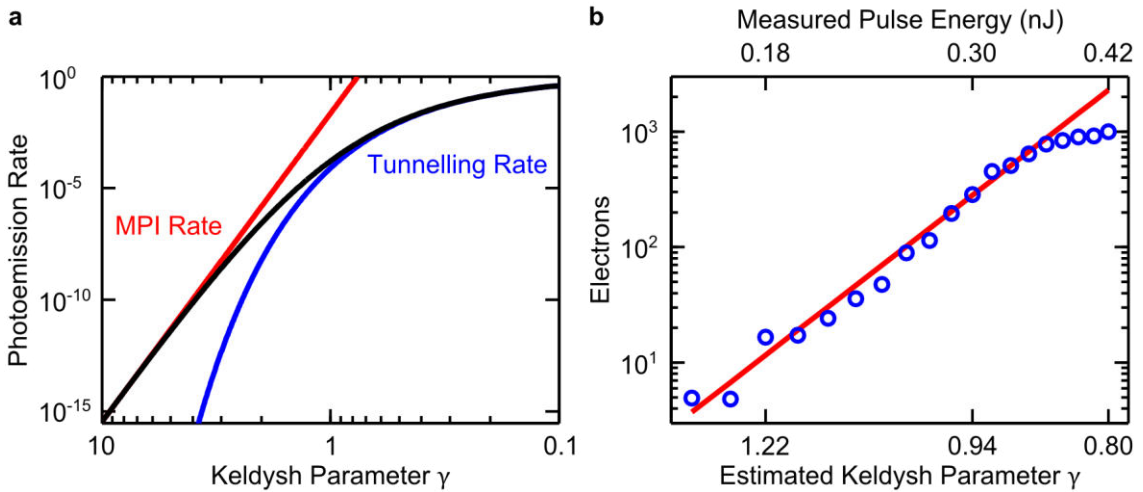 a
Photoemission Rate
10^0
10^-5
10^-10
10^-15
MPI Rate
Tunnelling Rate
10 1 0.1
Keldysh Parameter γ
b
Measured Pulse Energy (nJ)
0.18 0.30 0.42
Electrons
10^3
10^2
10^1
1.22 0.94 0.80
Estimated Keldysh Parameter γ